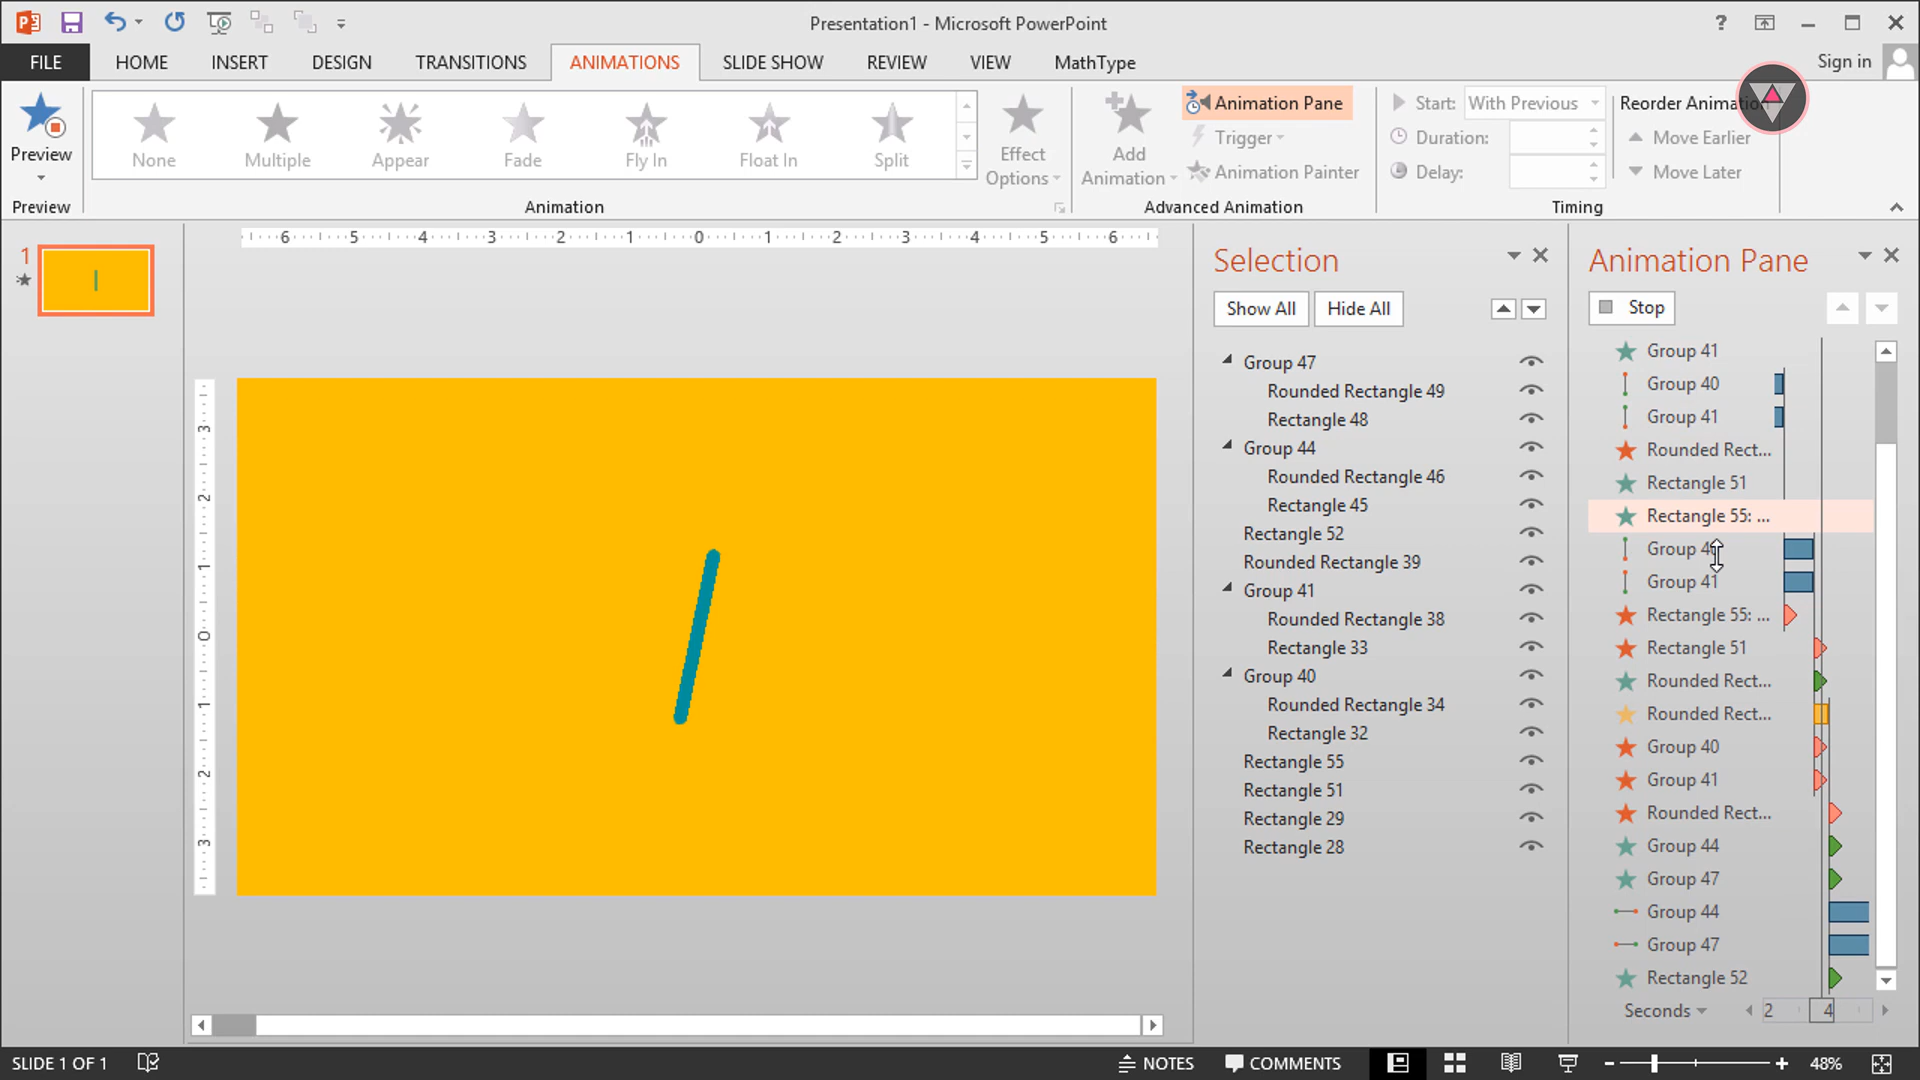 Presentation1 - Microsoft PowerPoint
?
Sign in
FILE
HOME
INSERT
DESIGN
TRANSITIONS
ANIMATIONS
SLIDE SHOW
REVIEW
VIEW
MathType
Preview
Preview
None
Multiple
Appear
Fade
Fly In
Float In
Split
Animation
Effect
Options
Add
Animation
Animation Pane
Trigger
Animation Painter
Advanced Animation
Start: With Previous
Duration:
Delay:
Timing
Reorder Animation
Move Earlier
Move Later
1
6 5 4 3 2 1 0 1 2 3 4 5 6
3
2
1
0
1
2
3
Selection
Show All
Hide All
Group 47
Rounded Rectangle 49
Rectangle 48
Group 44
Rounded Rectangle 46
Rectangle 45
Rectangle 52
Rounded Rectangle 39
Group 41
Rounded Rectangle 38
Rectangle 33
Group 40
Rounded Rectangle 34
Rectangle 32
Rectangle 55
Rectangle 51
Rectangle 29
Rectangle 28
Animation Pane
Stop
Group 41
Group 40
Group 41
Rounded Rect...
Rectangle 51
Rectangle 55: ...
Group 40
Group 41
Rectangle 55: ...
Rectangle 51
Rounded Rect...
Rounded Rect...
Group 40
Group 41
Rounded Rect...
Group 44
Group 47
Group 44
Group 47
Rectangle 52
Seconds
2
4
SLIDE 1 OF 1
NOTES
COMMENTS
48%